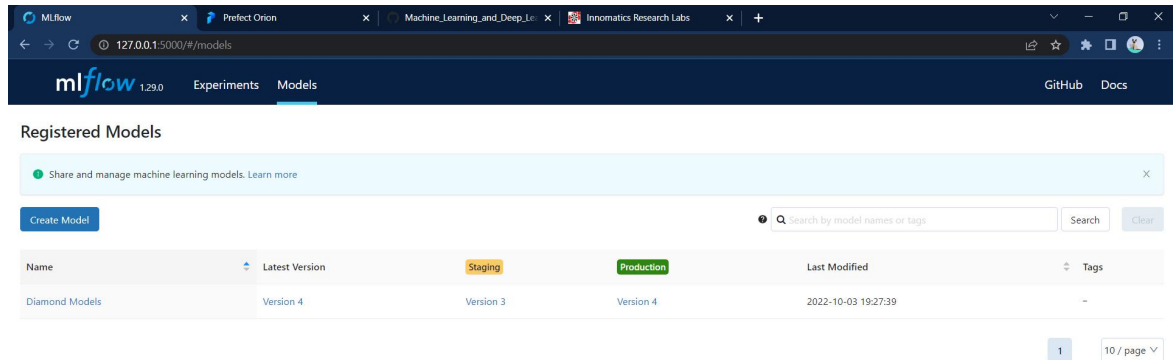 MLflow
Prefect Orion
Machine_Learning_and_Deep_Le
Innomatics Research Labs
127.0.0.1:5000/#/models
mlflow 1.29.0 Experiments Models GitHub Docs
Registered Models
Share and manage machine learning models. Learn more
Create Model Search by model names or tags Search Clear
Name Latest Version Staging Production Last Modified Tags
Diamond Models Version 4 Version 3 Version 4 2022-10-03 19:27:39 -
1 10 / page